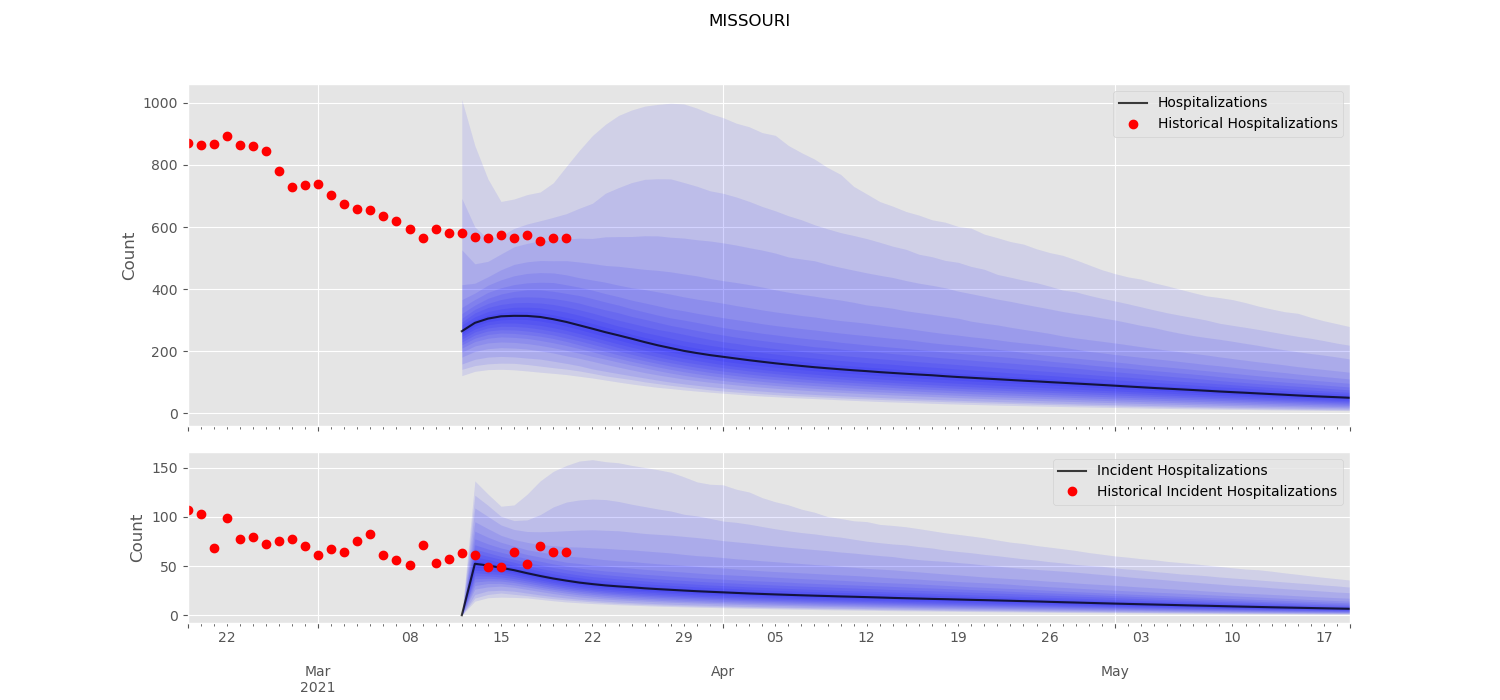 MISSOURI
1000
800
600
400
200
0
Count
Hospitalizations
Historical Hospitalizations
150
100
50
0
Count
Incident Hospitalizations
Historical Incident Hospitalizations
22 08 15 22 29 05 12 19 26 03 10 17
Mar Apr May
2021